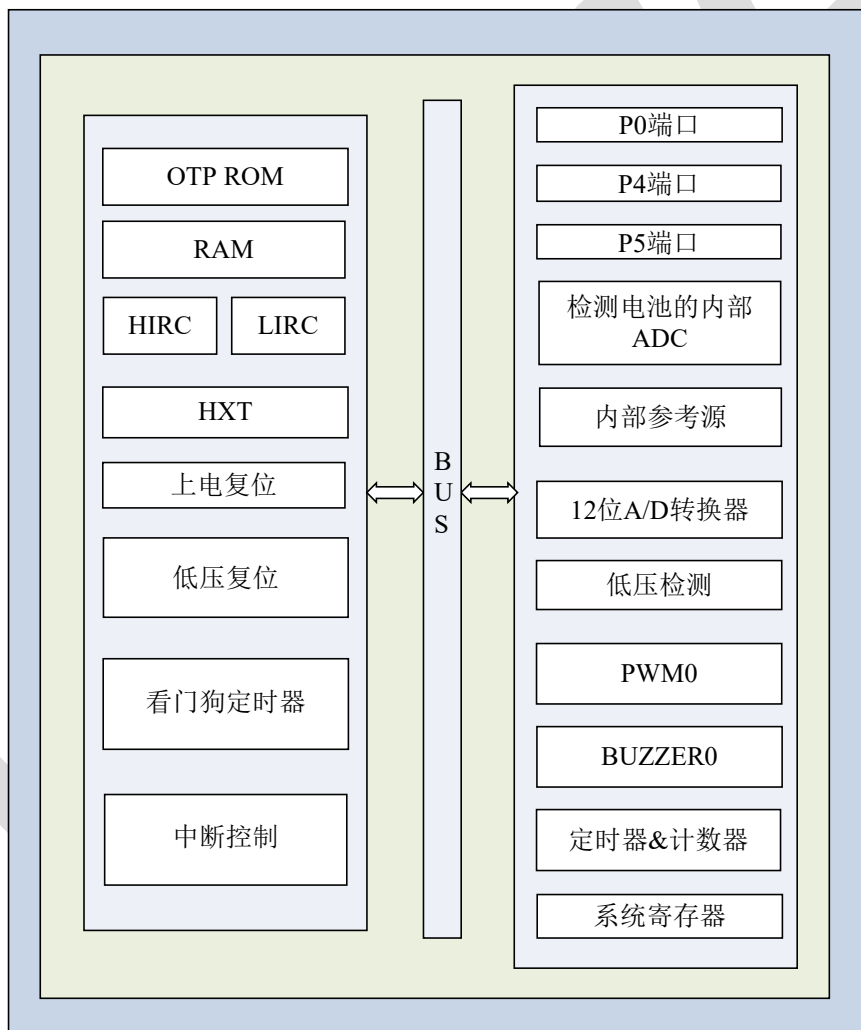 OTP ROM
RAM
HIRC
LIRC
HXT
上电复位
低压复位
看门狗定时器
中断控制
B
U
S
P0端口
P4端口
P5端口
检测电池的内部
ADC
内部参考源
12位A/D转换器
低压检测
PWM0
BUZZER0
定时器&计数器
系统寄存器